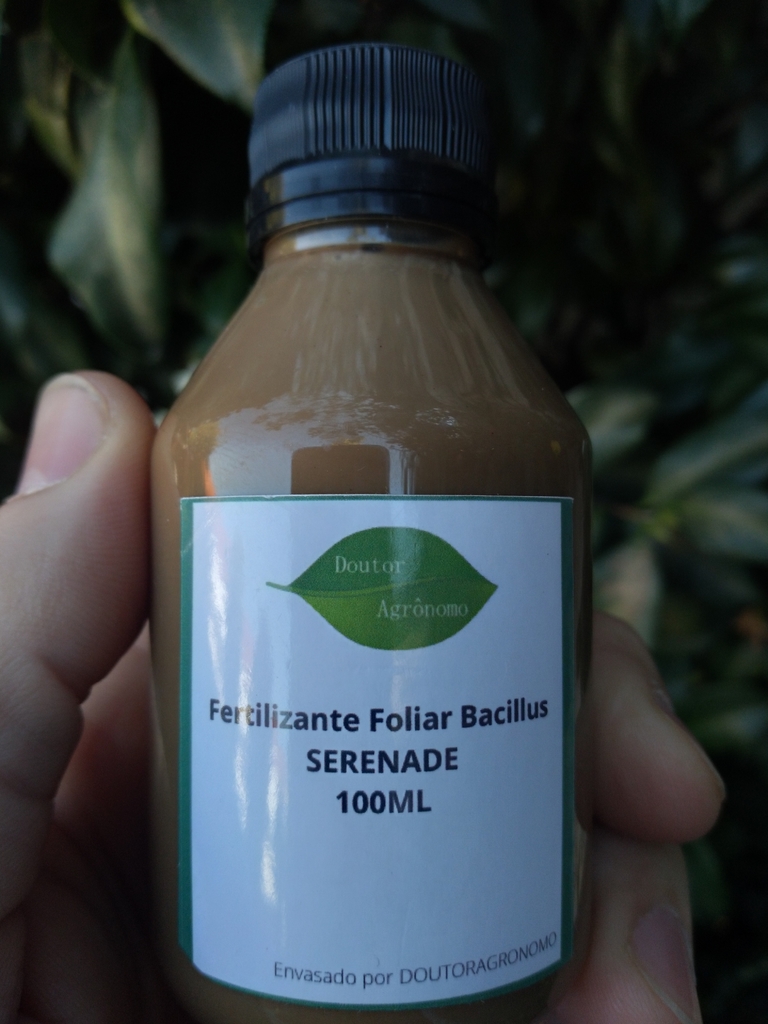 Doutor
Agrônomo
Fertilizante Foliar Bacillus
SERENADE
100ML
Envasado por DOUTORAGRONOMO